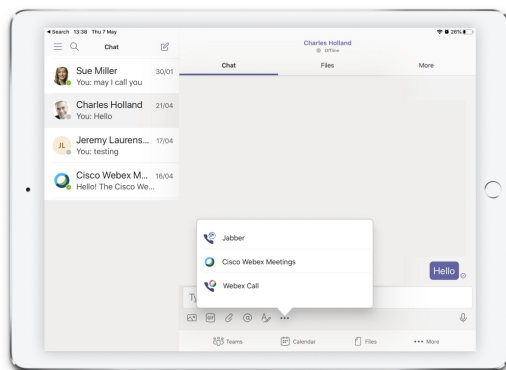 Search 13:38 Thu 7 May
26%
Chat
Charles Holland
Offline
Chat Files More
Sue Miller 30/01
You: may I call you
Charles Holland 21/04
You: Hello
JL
Jeremy Laurens... 17/04
You: testing
Cisco Webex M... 16/04
Hello! The Cisco We...
Jabber
Cisco Webex Meetings
Webex Call
Hello
Ty
GIF
Teams Calendar Files More